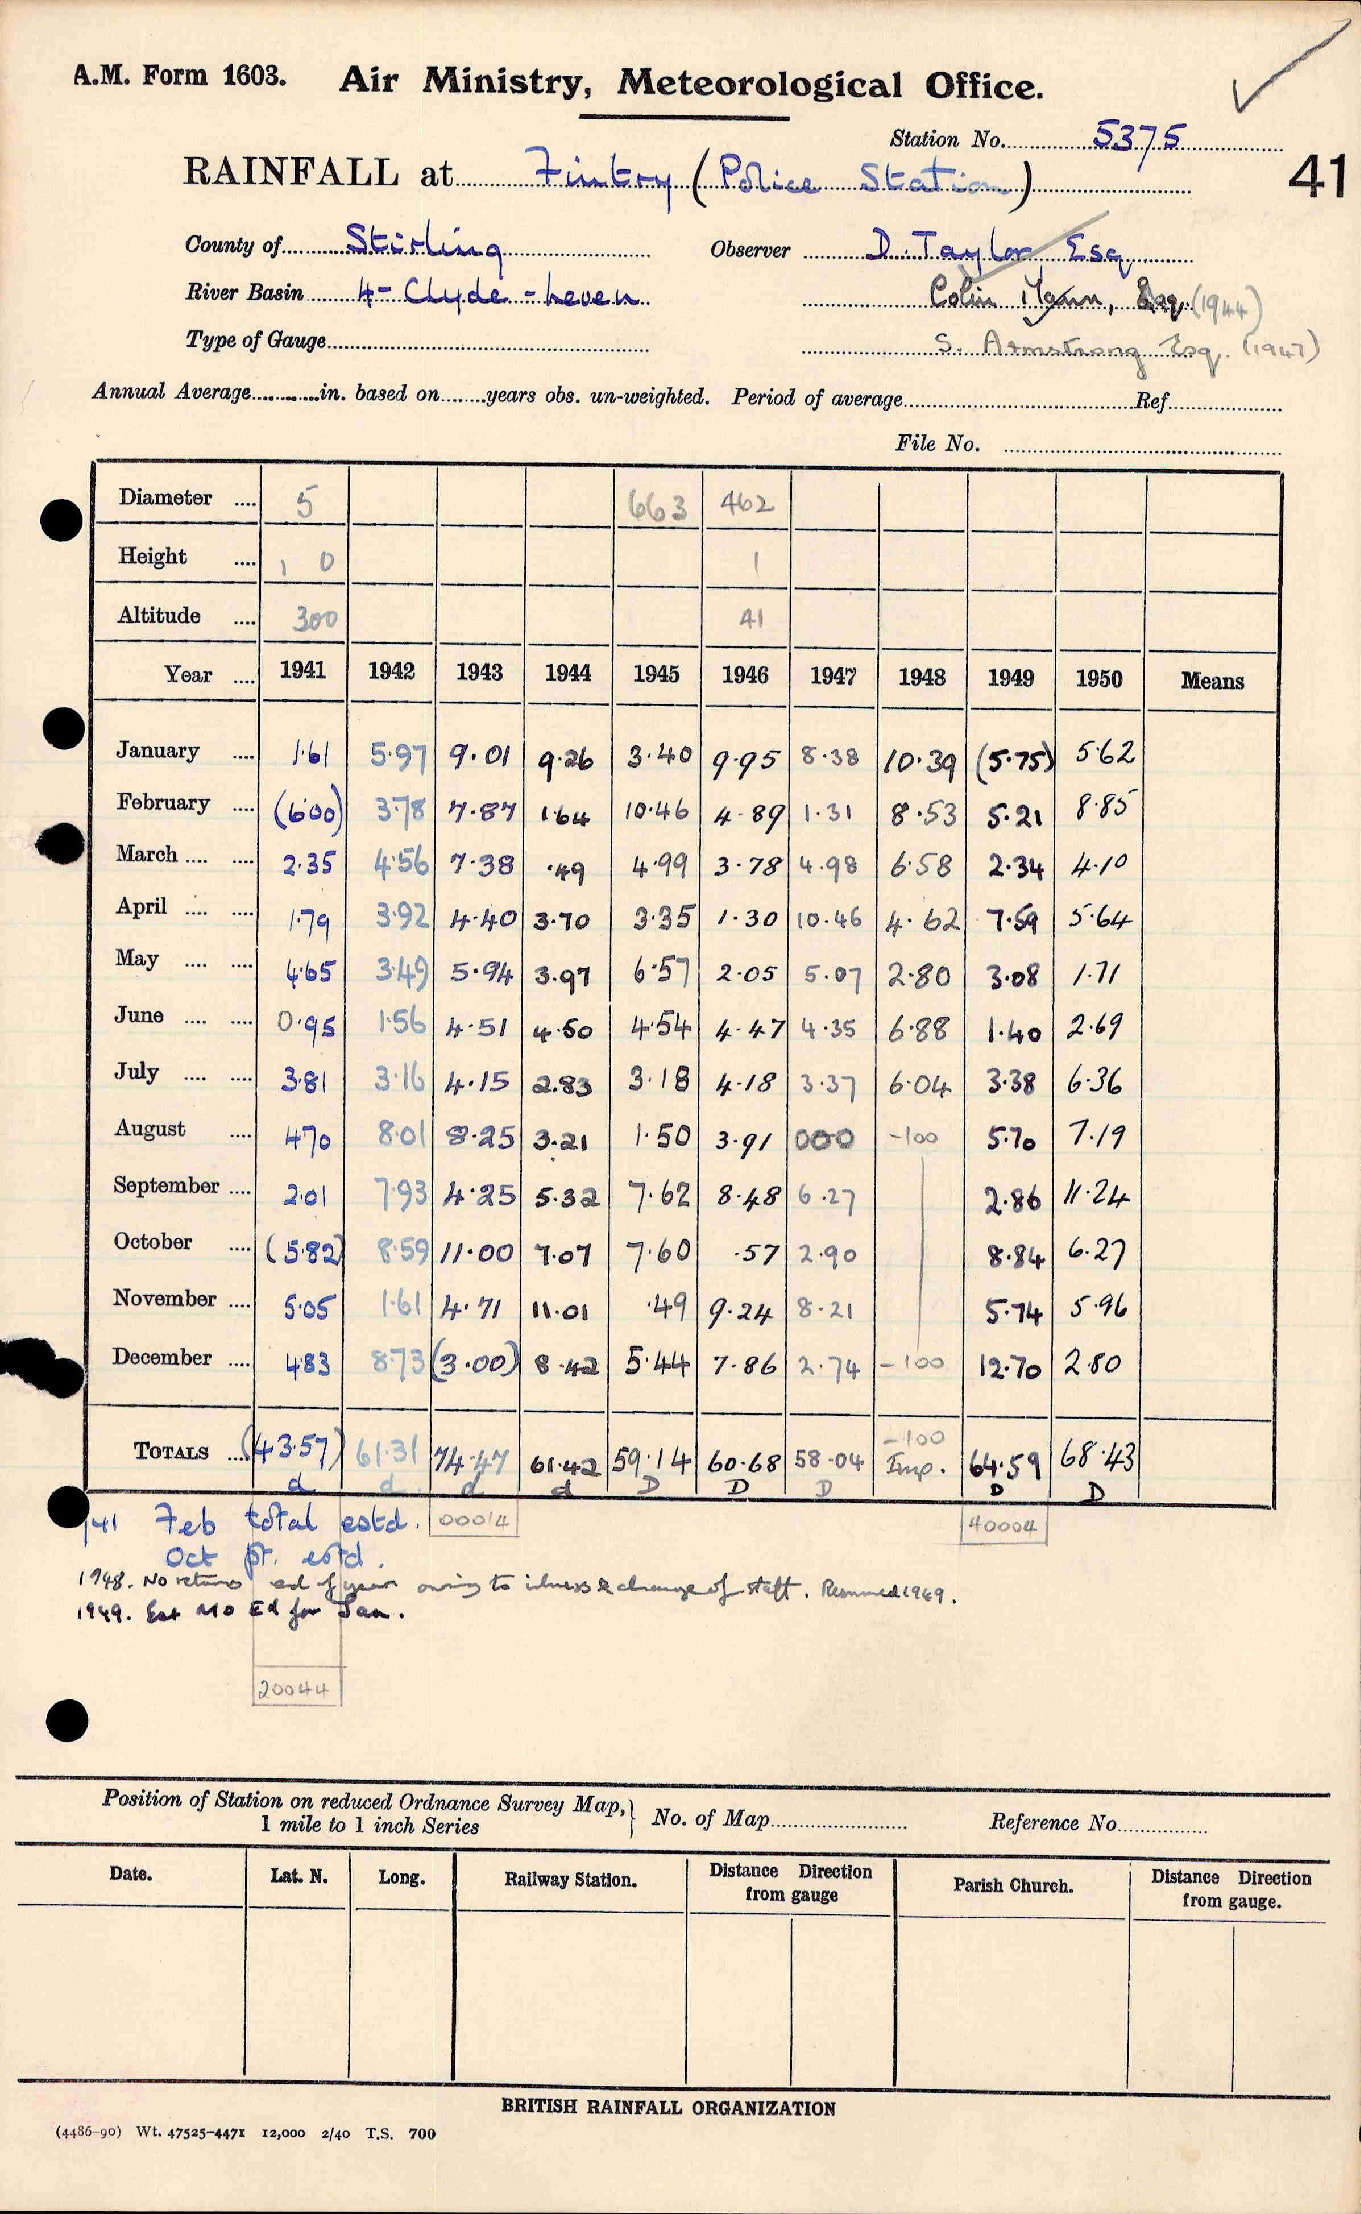 A.M. Form 1603. Air Ministry, Meteorological Office.
Station No. 5375
41
RAINFALL at Fintry (Police Station)
County of Stirling Observer D. Taylor Esq
River Basin 4- Clyde - Leven Colin Mann, Esq. (1944)
Type of Gauge S. Armstrong Esq. (1947)
Annual Average in. based on years obs. un-weighted. Period of average Ref.
File No.
Diameter 5 663 462
Height 1 0 1
Altitude 300 41
Year 1941 1942 1943 1944 1945 1946 1947 1948 1949 1950 Means
January 1.61 5.97 9.01 9.26 3.40 9.95 8.38 10.39 (5.75) 5.62
February (6.00) 3.78 7.87 1.64 10.46 4.89 1.31 8.53 5.21 8.85
March 2.35 4.56 7.38 .49 4.99 3.78 4.98 6.58 2.34 4.10
April 1.79 3.92 4.40 3.70 3.35 1.30 10.46 4.62 7.59 5.64
May 4.65 3.49 5.94 3.97 6.57 2.05 5.07 2.80 3.08 1.71
June 0.95 1.56 4.51 4.50 4.54 4.47 4.35 6.88 1.40 2.69
July 3.81 3.16 4.15 2.83 3.18 4.18 3.37 6.04 3.38 6.36
August 4.70 8.01 8.25 3.21 1.50 3.91 000 -100 5.70 7.19
September 2.01 7.93 4.25 5.32 7.62 8.48 6.27 2.86 11.24
October (5.82) 8.59 11.00 7.07 7.60 .57 2.90 8.84 6.27
November 5.05 1.61 4.71 11.01 .49 9.24 8.21 5.74 5.96
December 4.83 8.73 (3.00) 8.42 5.44 7.86 2.74 -100 12.70 2.80
-100
TOTALS (43.57) 61.31 74.47 61.42 59.14 60.68 58.04 Imp. 64.59 68.43
d d d d D D D D D
1941 Feb total estd. 00014 40004
Oct pt. estd.
1948. No returns end of year owing to illness & change of staff. Resumed 1949.
1949. Est MO Ed for Jan.
20044
Position of Station on reduced Ordnance Survey Map, 1 mile to 1 inch Series No. of Map Reference No.
Date. Lat. N. Long. Railway Station. Distance Direction from gauge Parish Church. Distance Direction from gauge.
BRITISH RAINFALL ORGANIZATION
(4486-90) Wt. 47525-4471 12,000 2/40 T.S. 700